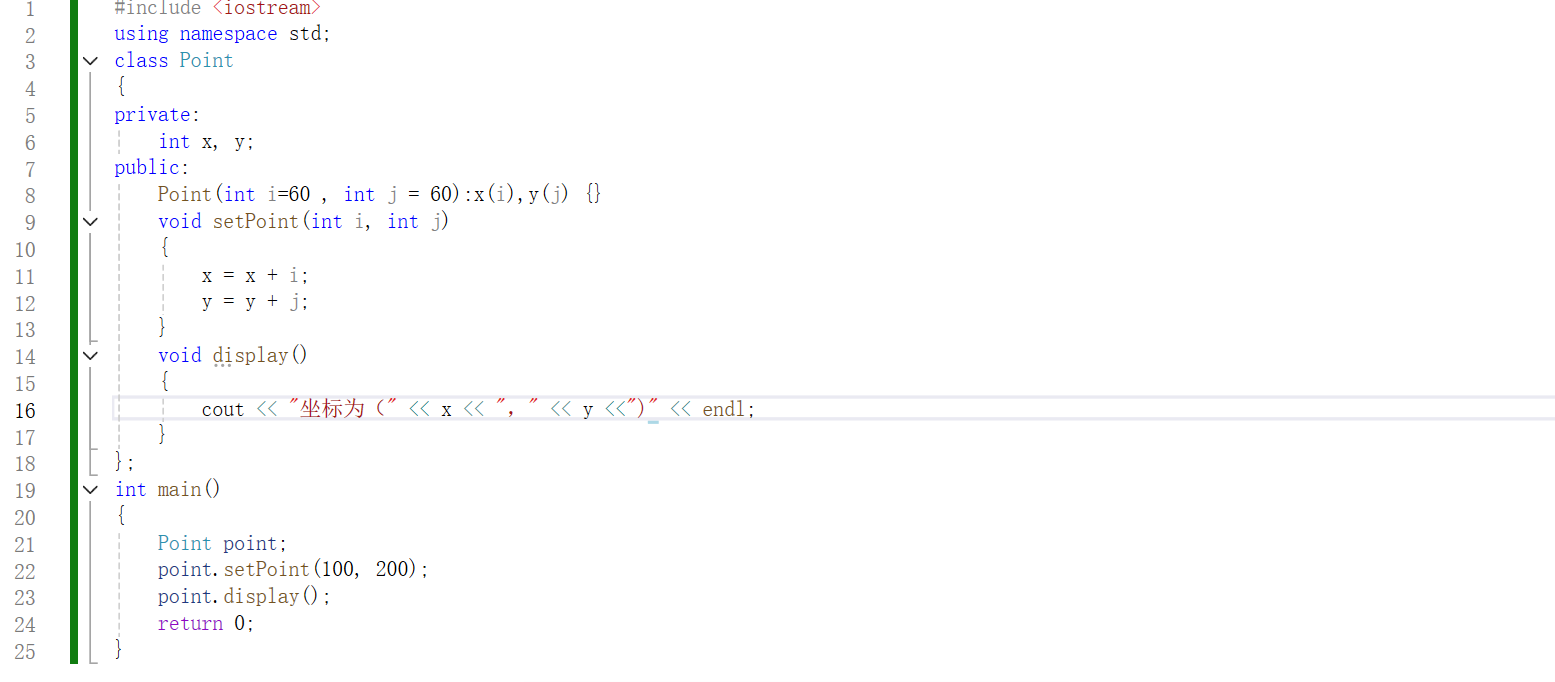 1 #include <iostream>
2 using namespace std;
3 class Point
4 {
5 private:
6 int x, y;
7 public:
8 Point(int i=60 , int j = 60):x(i),y(j) {}
9 void setPoint(int i, int j)
10 {
11 x = x + i;
12 y = y + j;
13 }
14 void display()
15 {
16 cout << "坐标为（" << x << "，" << y <<")" << endl;
17 }
18 };
19 int main()
20 {
21 Point point;
22 point.setPoint(100, 200);
23 point.display();
24 return 0;
25 }